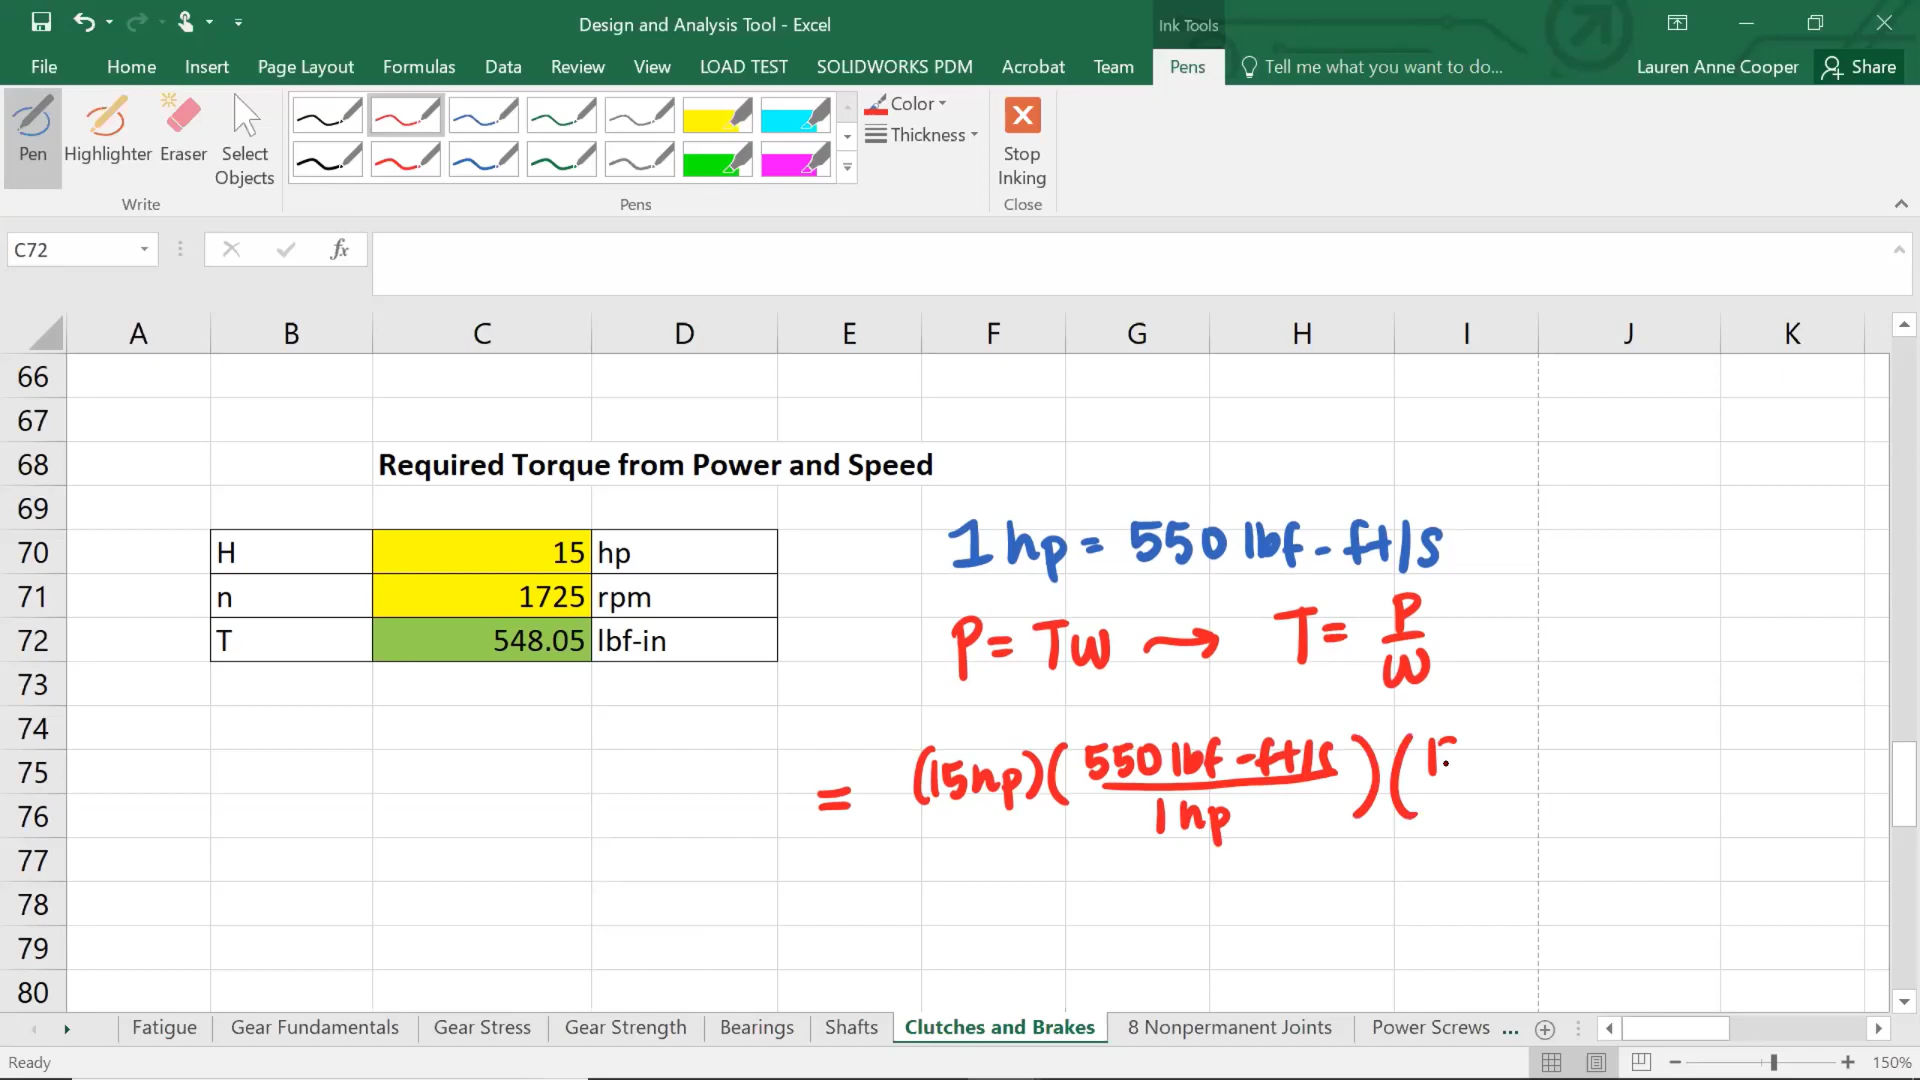 Design and Analysis Tool - Excel
Ink Tools
File Home Insert Page Layout Formulas Data Review View LOAD TEST SOLIDWORKS PDM Acrobat Team Pens Tell me what you want to do... Lauren Anne Cooper Share
Pen Highlighter Eraser Select Objects
Color
Thickness
Stop Inking
Write Pens Close
C72 fx
A B C D E F G H I J K
66
67
68 Required Torque from Power and Speed
69
70 H 15 hp 1 hp = 550 lbf-ft/s
71 n 1725 rpm
72 T 548.05 lbf-in P = Tω → T = P/ω
73
74
75 = (15 hp)(550 lbf-ft/s / 1 hp)(1
76
77
78
79
80
Fatigue Gear Fundamentals Gear Stress Gear Strength Bearings Shafts Clutches and Brakes 8 Nonpermanent Joints Power Screws ...
Ready 150%